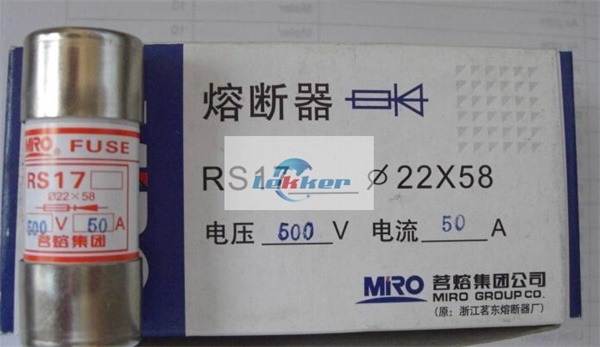 MIRO FUSE
RS17
Ø22×58
500 V 50 A
茗熔集团
熔断器
RS17 Ø22X58
Lekker
电压 500 V 电流 50 A
MIRO 茗熔集团公司
MIRO GROUP CO.
(原：浙江茗东熔断器厂)